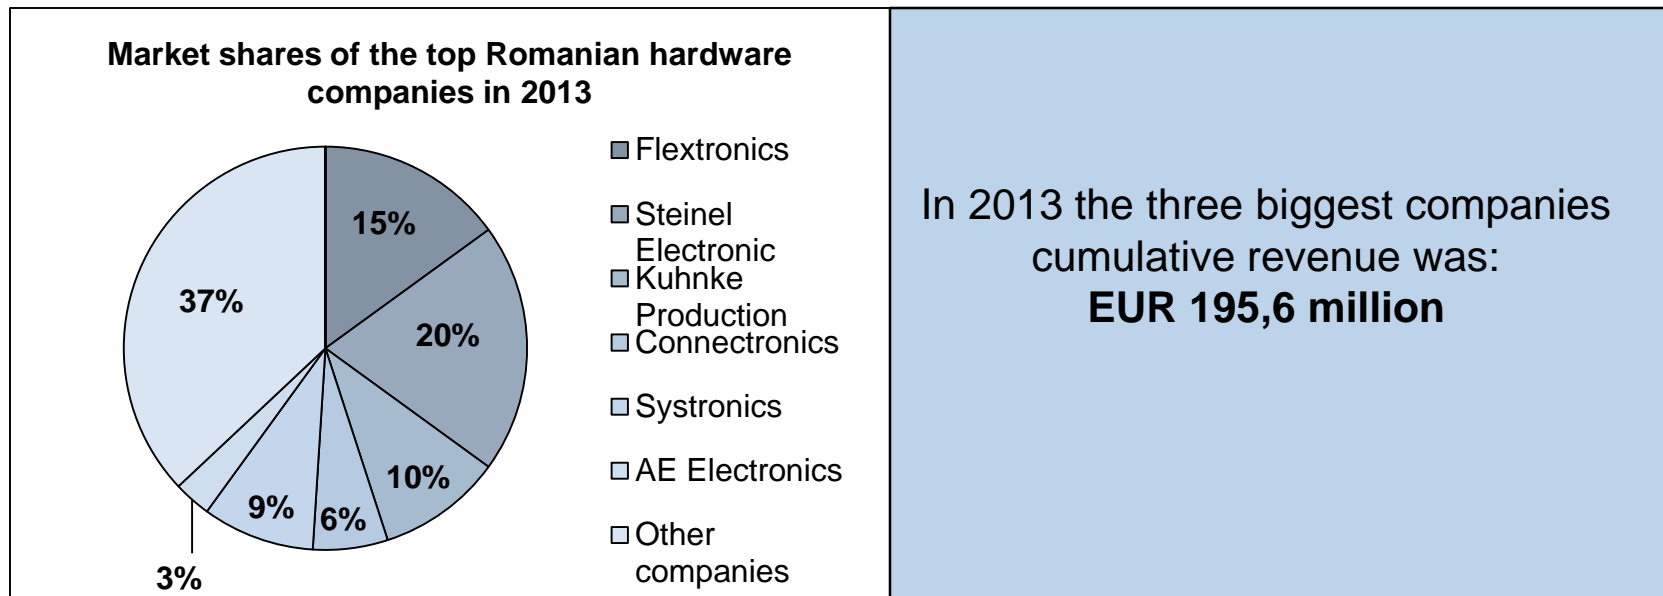 Market shares of the top Romanian hardware
companies in 2013
15%
20%
10%
6%
9%
3%
37%
Flextronics
Steinel
Electronic
Kuhnke
Production
Connectronics
Systronics
AE Electronics
Other
companies
In 2013 the three biggest companies
cumulative revenue was:
EUR 195,6 million